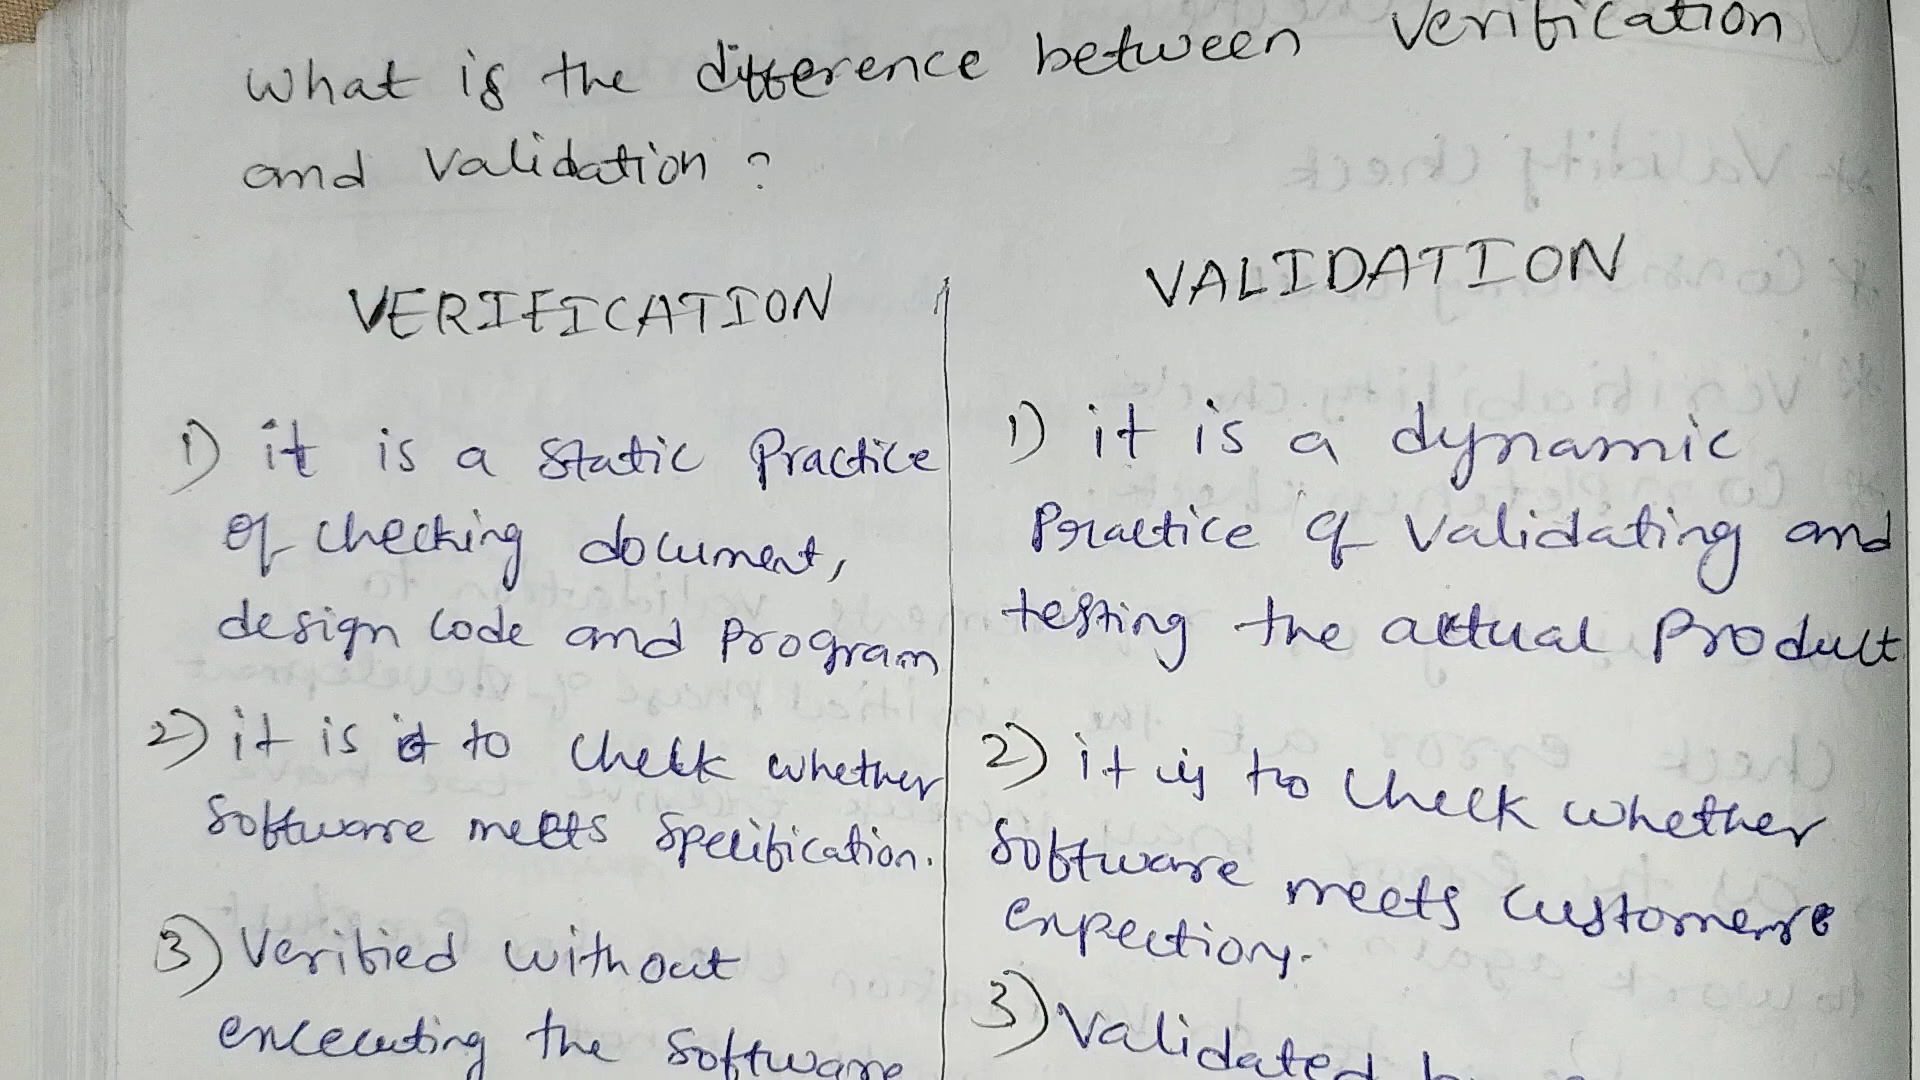 What is the difference between Verification
and Validation ?
VERIFICATION
1) it is a static Practice
of checking document,
design code and Program
2) it is to check whether
Software meets Specification.
3) Verified without
the Software
VALIDATION
1) it is a dynamic
Practice of Validating and
testing the actual Product
2) it is to check whether
Software meets customers
expection.
3) Validated